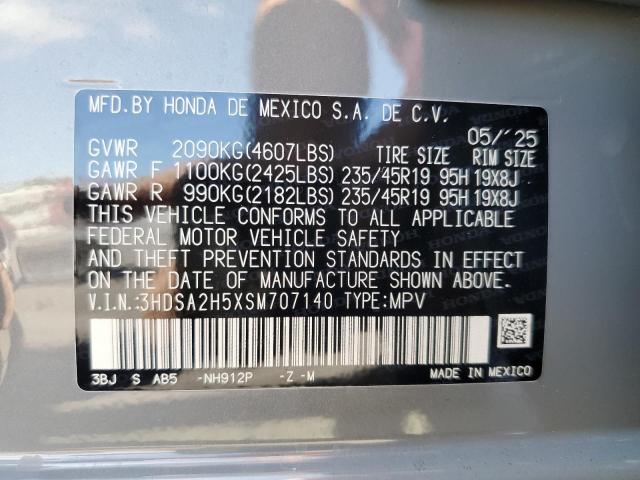 MFD.BY HONDA DE MEXICO S.A. DE C.V.
05/´25
GVWR 2090KG(4607LBS) TIRE SIZE RIM SIZE
GAWR F 1100KG(2425LBS) 235/45R19 95H 19X8J
GAWR R 990KG(2182LBS) 235/45R19 95H 19X8J
THIS VEHICLE CONFORMS TO ALL APPLICABLE
FEDERAL MOTOR VEHICLE SAFETY
AND THEFT PREVENTION STANDARDS IN EFFECT
ON THE DATE OF MANUFACTURE SHOWN ABOVE.
V.I.N.:3HDSA2H5XSM707140 TYPE:MPV
3BJ S AB5 -NH912P -Z -M MADE IN MEXICO